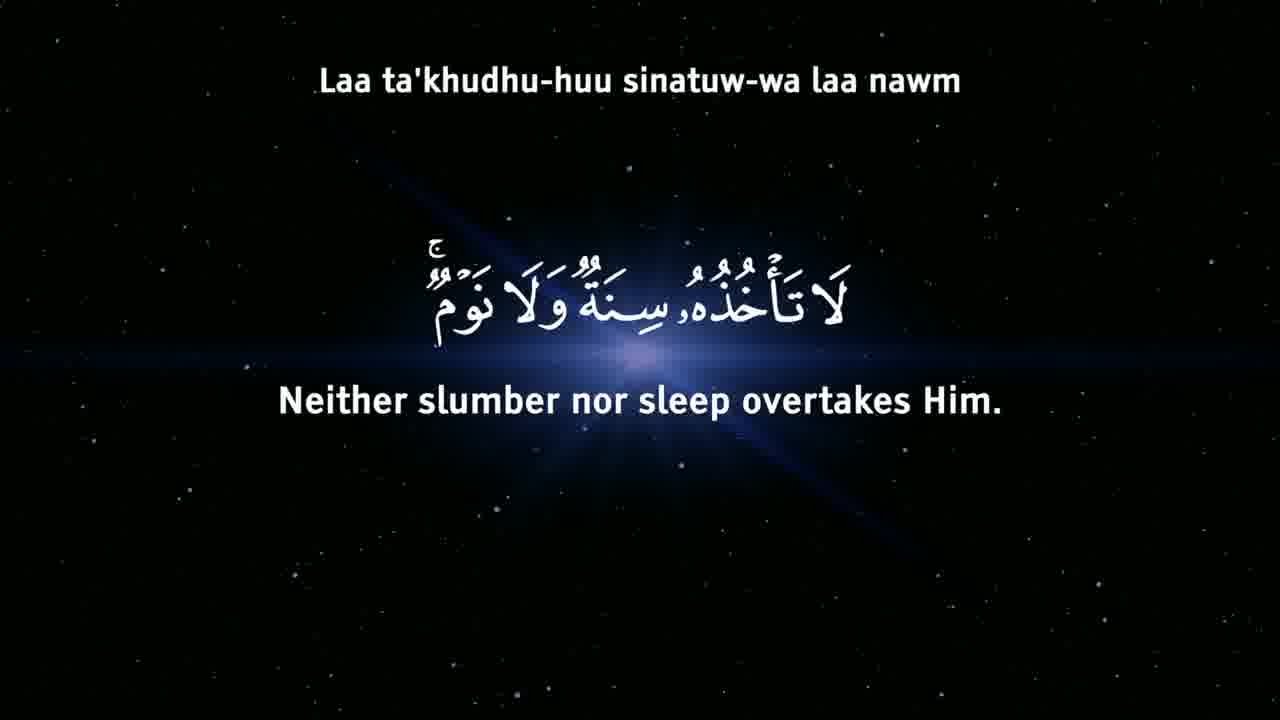 Laa ta'khudhu-huu sinatuw-wa laa nawm
لَا تَأۡخُذُهُۥ سِنَةٞ وَلَا نَوۡمٞۚ
Neither slumber nor sleep overtakes Him.